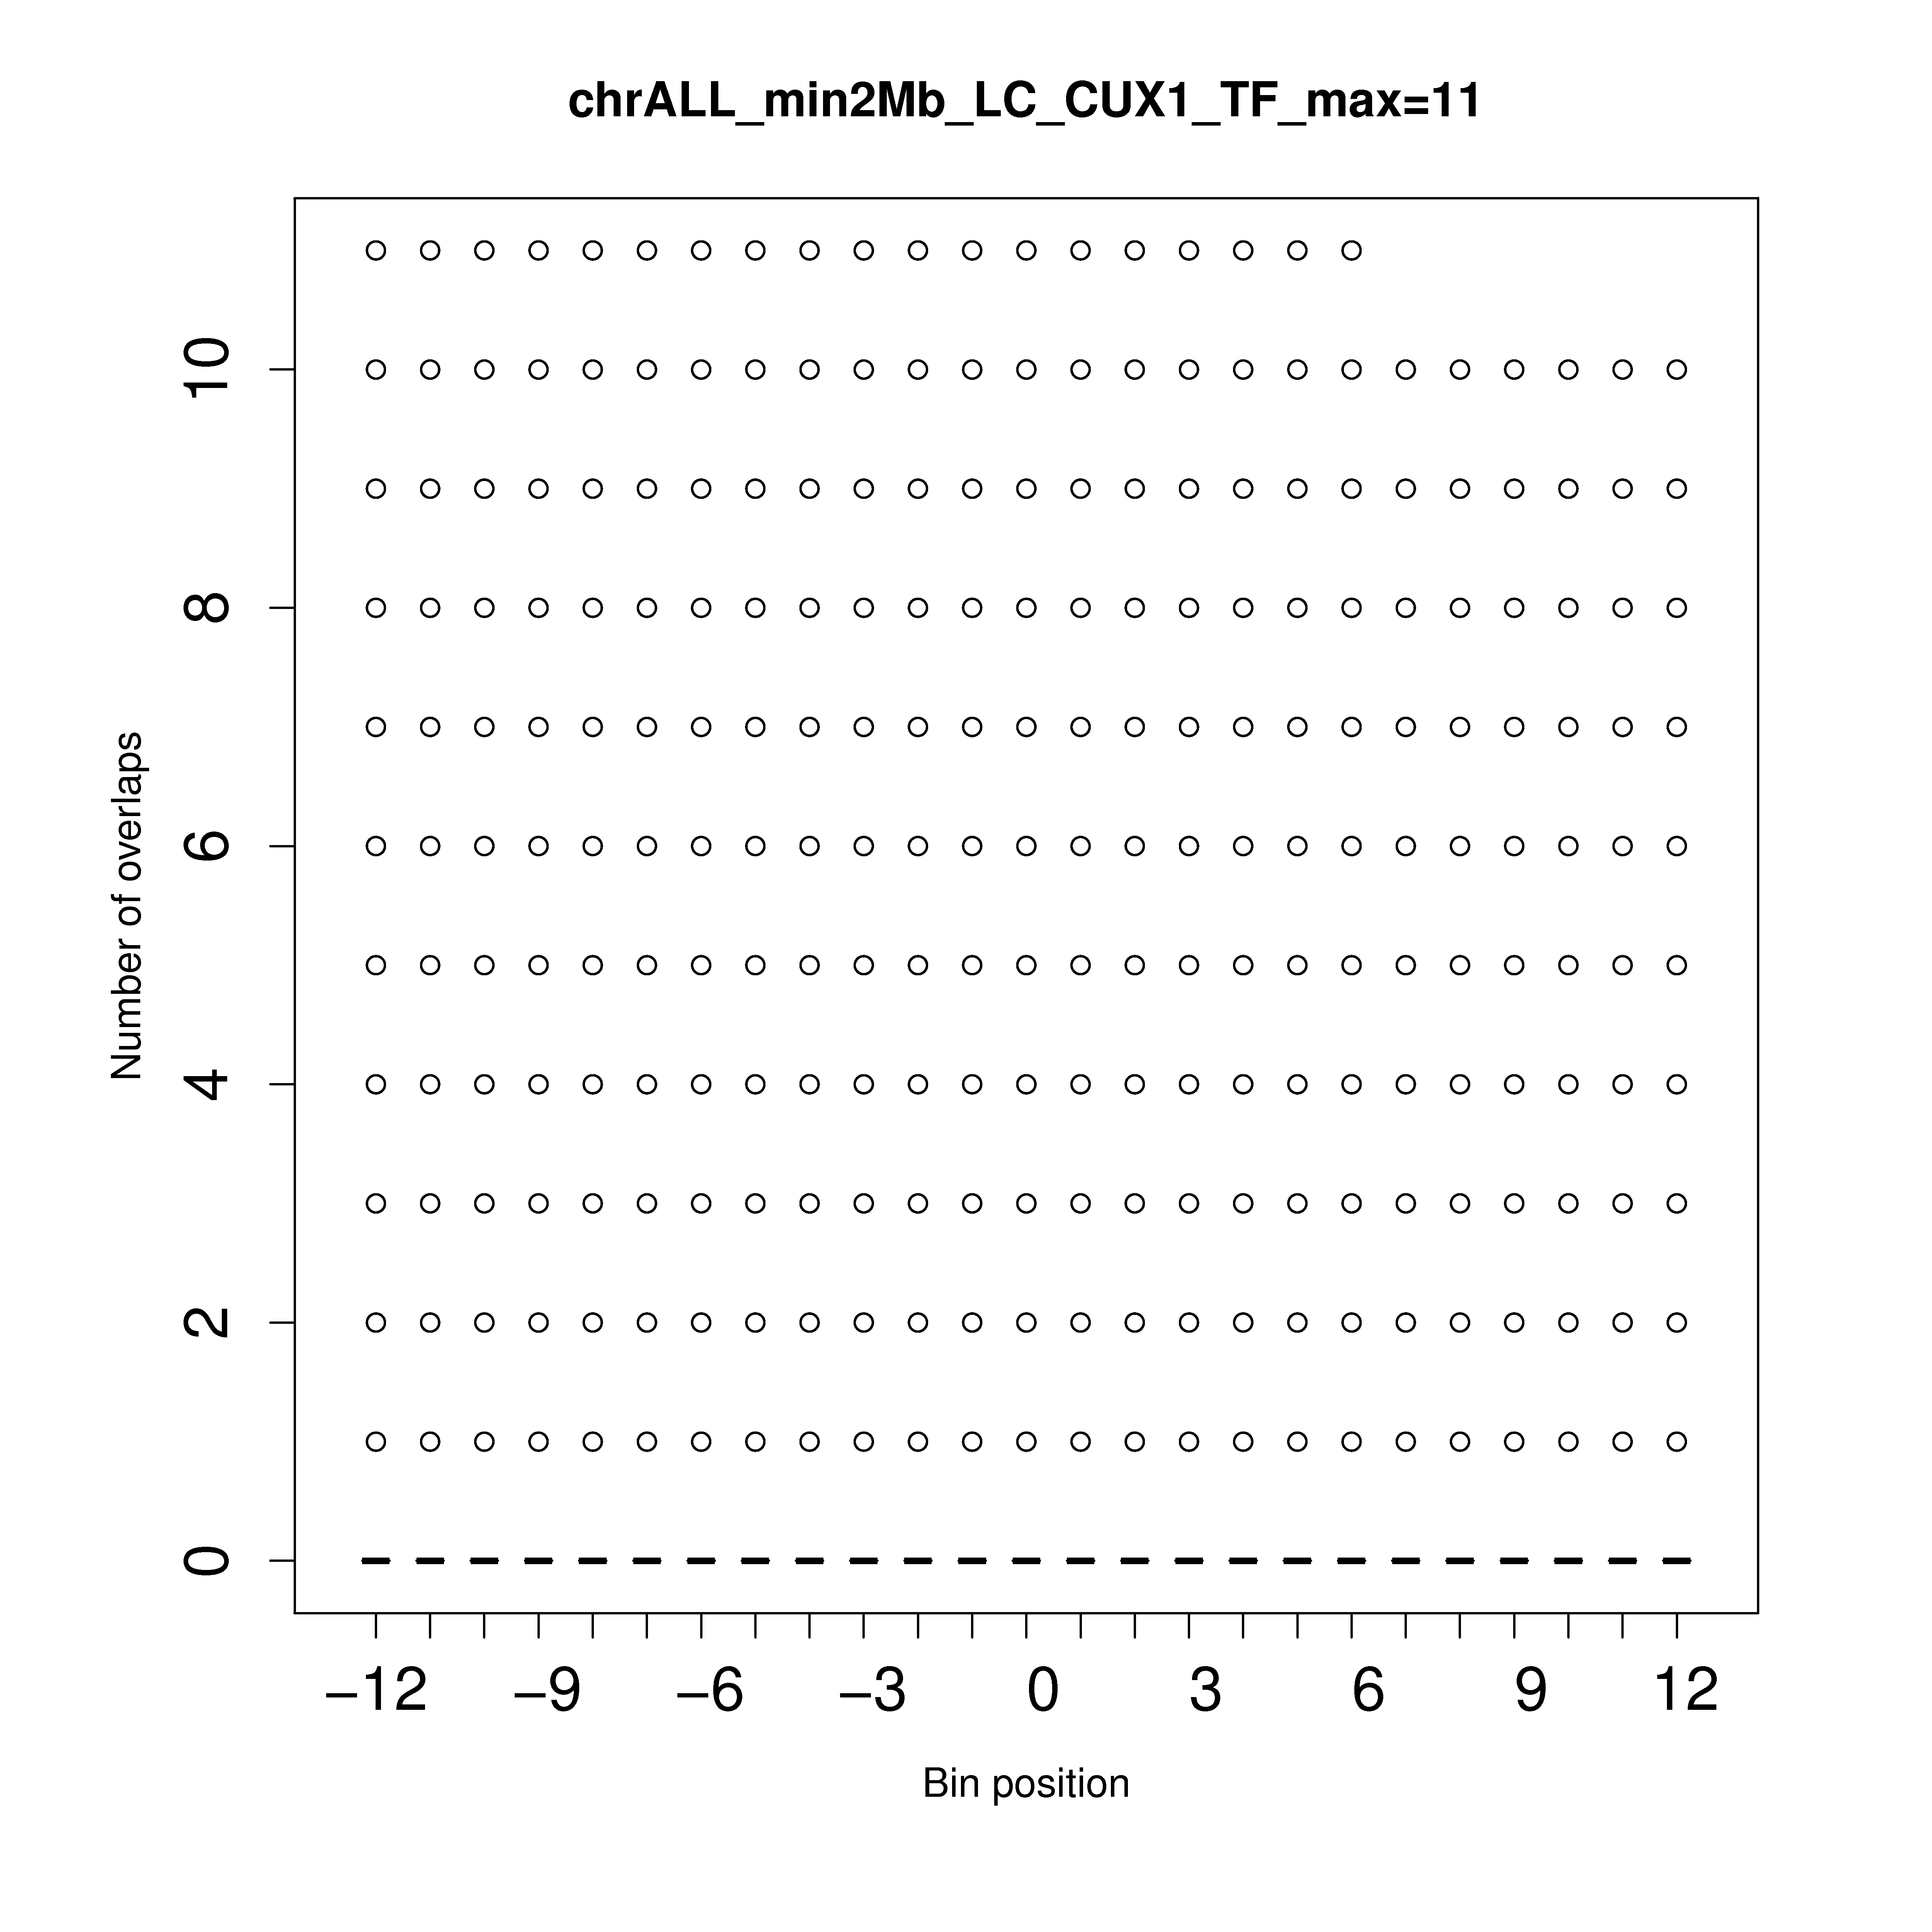 chrALL_min2Mb_LC_CUX1_TF_max=11
10
8
6
4
2
0
Number of overlaps
−12 −9 −6 −3 0 3 6 9 12
Bin position